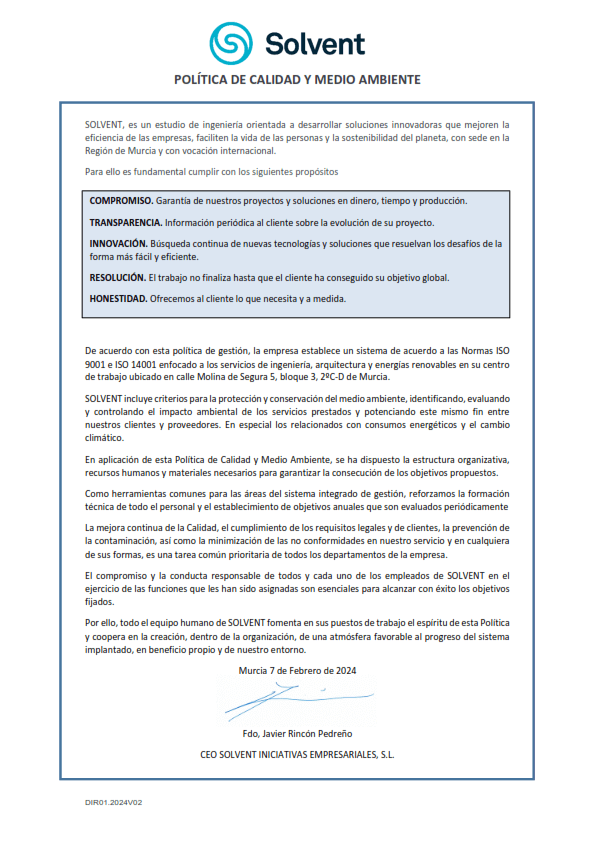 Solvent
POLÍTICA DE CALIDAD Y MEDIO AMBIENTE
SOLVENT, es un estudio de ingeniería orientada a desarrollar soluciones innovadoras que mejoren la
eficiencia de las empresas, faciliten la vida de las personas y la sostenibilidad del planeta, con sede en la
Región de Murcia y con vocación internacional.
Para ello es fundamental cumplir con los siguientes propósitos
COMPROMISO. Garantía de nuestros proyectos y soluciones en dinero, tiempo y producción.
TRANSPARENCIA. Información periódica al cliente sobre la evolución de su proyecto.
INNOVACIÓN. Búsqueda continua de nuevas tecnologías y soluciones que resuelvan los desafíos de la
forma más fácil y eficiente.
RESOLUCIÓN. El trabajo no finaliza hasta que el cliente ha conseguido su objetivo global.
HONESTIDAD. Ofrecemos al cliente lo que necesita y a medida.
De acuerdo con esta política de gestión, la empresa establece un sistema de acuerdo a las Normas ISO
9001 e ISO 14001 enfocado a los servicios de ingeniería, arquitectura y energías renovables en su centro
de trabajo ubicado en calle Molina de Segura 5, bloque 3, 2ºC-D de Murcia.
SOLVENT incluye criterios para la protección y conservación del medio ambiente, identificando, evaluando
y controlando el impacto ambiental de los servicios prestados y potenciando este mismo fin entre
nuestros clientes y proveedores. En especial los relacionados con consumos energéticos y el cambio
climático.
En aplicación de esta Política de Calidad y Medio Ambiente, se ha dispuesto la estructura organizativa,
recursos humanos y materiales necesarios para garantizar la consecución de los objetivos propuestos.
Como herramientas comunes para las áreas del sistema integrado de gestión, reforzamos la formación
técnica de todo el personal y el establecimiento de objetivos anuales que son evaluados periódicamente
La mejora continua de la Calidad, el cumplimiento de los requisitos legales y de clientes, la prevención de
la contaminación, así como la minimización de las no conformidades en nuestro servicio y en cualquiera
de sus formas, es una tarea común prioritaria de todos los departamentos de la empresa.
El compromiso y la conducta responsable de todos y cada uno de los empleados de SOLVENT en el
ejercicio de las funciones que les han sido asignadas son esenciales para alcanzar con éxito los objetivos
fijados.
Por ello, todo el equipo humano de SOLVENT fomenta en sus puestos de trabajo el espíritu de esta Política
y coopera en la creación, dentro de la organización, de una atmósfera favorable al progreso del sistema
implantado, en beneficio propio y de nuestro entorno.
Murcia 7 de Febrero de 2024
Fdo, Javier Rincón Pedreño
CEO SOLVENT INICIATIVAS EMPRESARIALES, S.L.
DIR01.2024V02